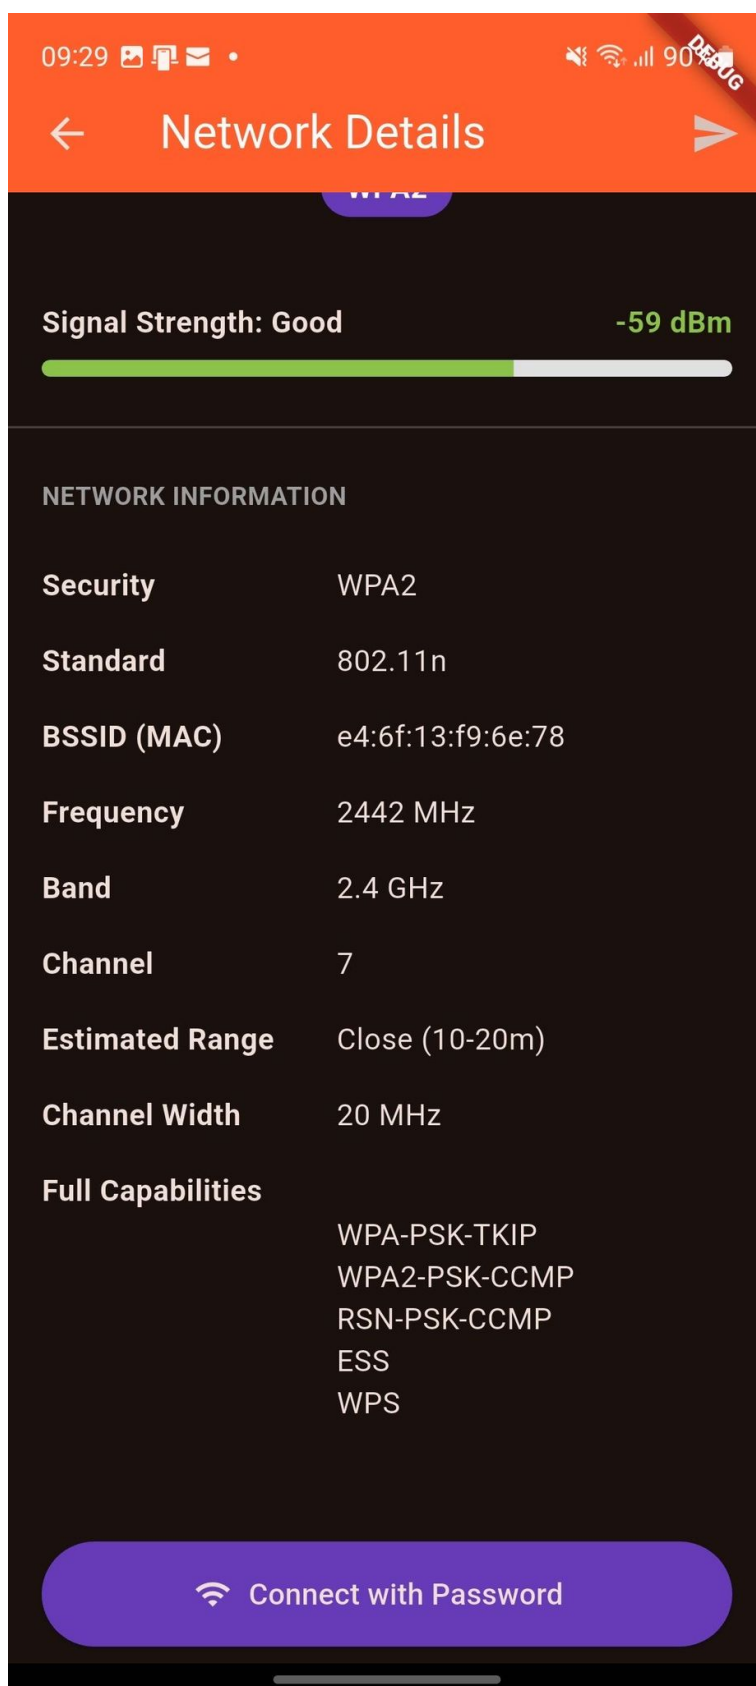 09:29
90%
DEBUG
Network Details
WPA2
Signal Strength: Good -59 dBm
NETWORK INFORMATION
Security WPA2
Standard 802.11n
BSSID (MAC) e4:6f:13:f9:6e:78
Frequency 2442 MHz
Band 2.4 GHz
Channel 7
Estimated Range Close (10-20m)
Channel Width 20 MHz
Full Capabilities
WPA-PSK-TKIP
WPA2-PSK-CCMP
RSN-PSK-CCMP
ESS
WPS
Connect with Password